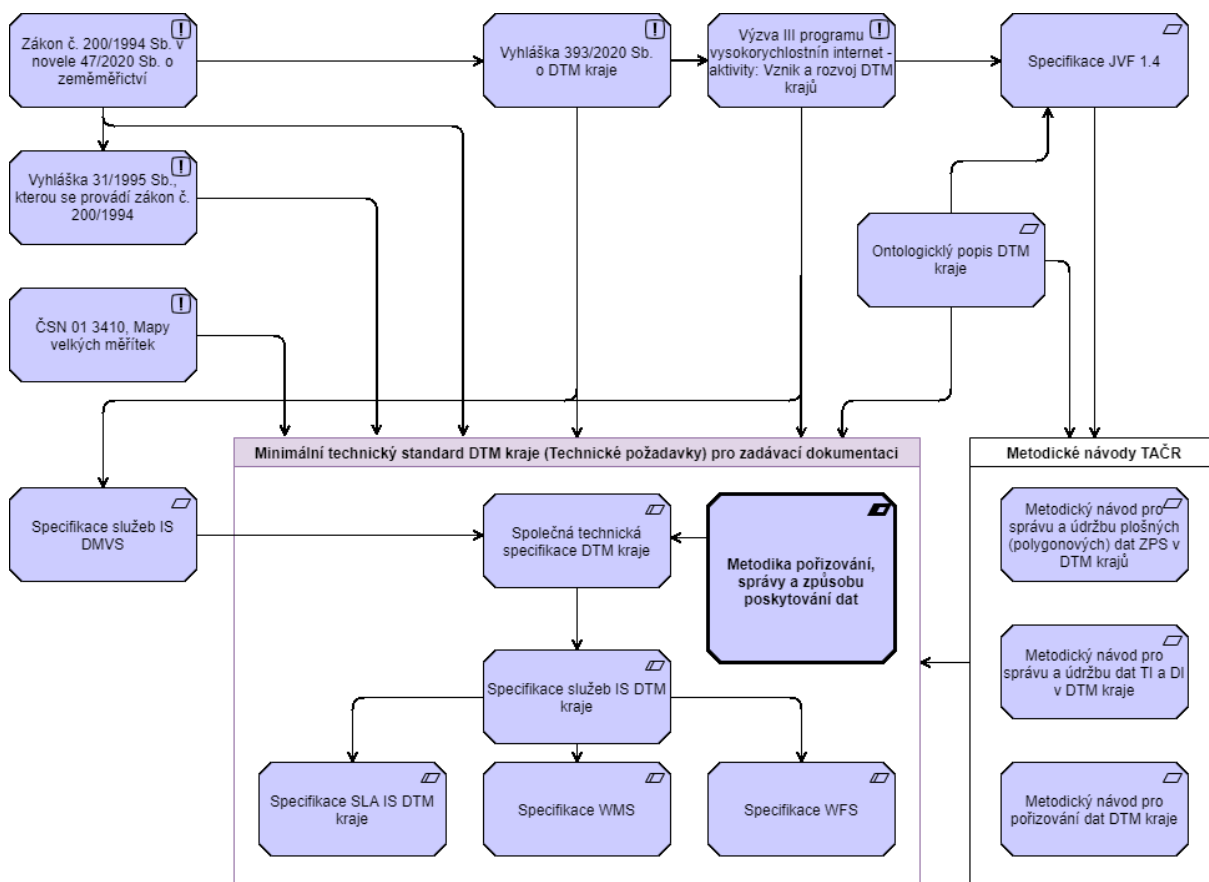 Zákon č. 200/1994 Sb. v
novele 47/2020 Sb. o
zeměměřictví
Vyhláška 393/2020 Sb.
o DTM kraje
Výzva III programu
vysokorychlostnín internet -
aktivity: Vznik a rozvoj DTM
krajů
Specifikace JVF 1.4
Vyhláška 31/1995 Sb.,
kterou se provádí zákon č.
200/1994
Ontologicklý popis DTM
kraje
ČSN 01 3410, Mapy
velkých měřítek
Minimální technický standard DTM kraje (Technické požadavky) pro zadávací dokumentaci
Metodické návody TAČR
Specifikace služeb IS
DMVS
Společná technická
specifikace DTM kraje
Metodika pořizování,
správy a způsobu
poskytování dat
Metodický návod pro
správu a údržbu plošných
(polygonových) dat ZPS v
DTM krajů
Specifikace služeb IS DTM
kraje
Metodický návod pro
správu a údržbu dat TI a DI
v DTM kraje
Specifikace SLA IS DTM
kraje
Specifikace WMS
Specifikace WFS
Metodický návod pro
pořizování dat DTM kraje